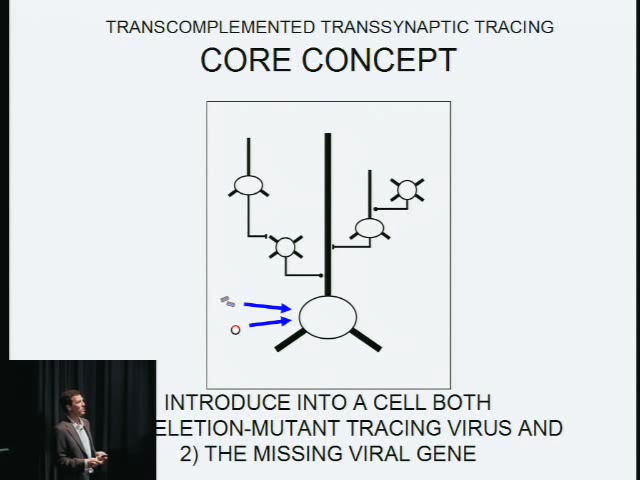 TRANSCOMPLEMENTED TRANSSYNAPTIC TRACING
CORE CONCEPT
INTRODUCE INTO A CELL BOTH
ELETION-MUTANT TRACING VIRUS AND
2) THE MISSING VIRAL GENE